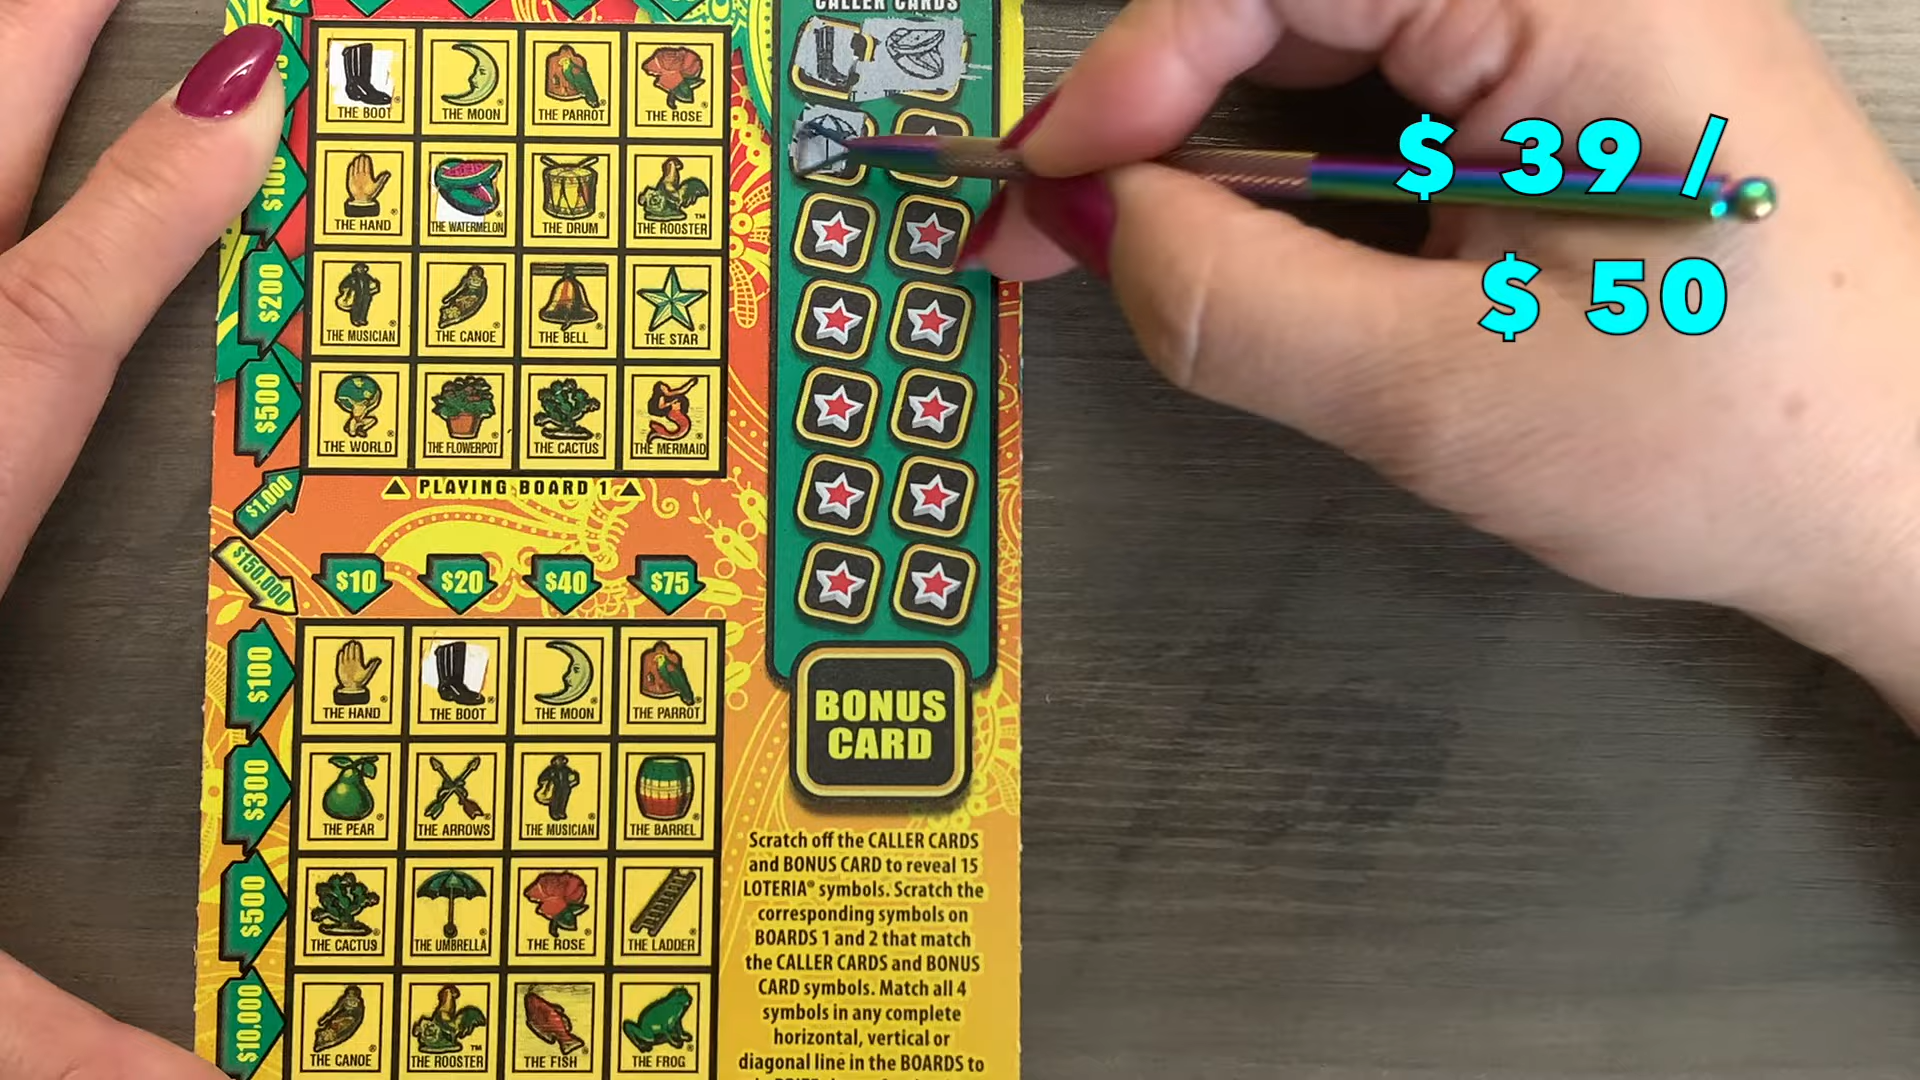 CALLER CARDS
THE BOOT THE MOON THE PARROT THE ROSE
$100
THE HAND THE WATERMELON THE DRUM THE ROOSTER
$200
THE MUSICIAN THE CANOE THE BELL THE STAR
$500
THE WORLD THE FLOWERPOT THE CACTUS THE MERMAID
$1,000
PLAYING BOARD 1
$150,000
$10 $20 $40 $75
$100
THE HAND THE BOOT THE MOON THE PARROT
$300
THE PEAR THE ARROWS THE MUSICIAN THE BARREL
$500
THE CACTUS THE UMBRELLA THE ROSE THE LADDER
$10,000
THE CANOE THE ROOSTER THE FISH THE FROG
BONUS
CARD
Scratch off the CALLER CARDS
and BONUS CARD to reveal 15
LOTERIA® symbols. Scratch the
corresponding symbols on
BOARDS 1 and 2 that match
the CALLER CARDS and BONUS
CARD symbols. Match all 4
symbols in any complete
horizontal, vertical or
diagonal line in the BOARDS to
$ 39 /
$ 50